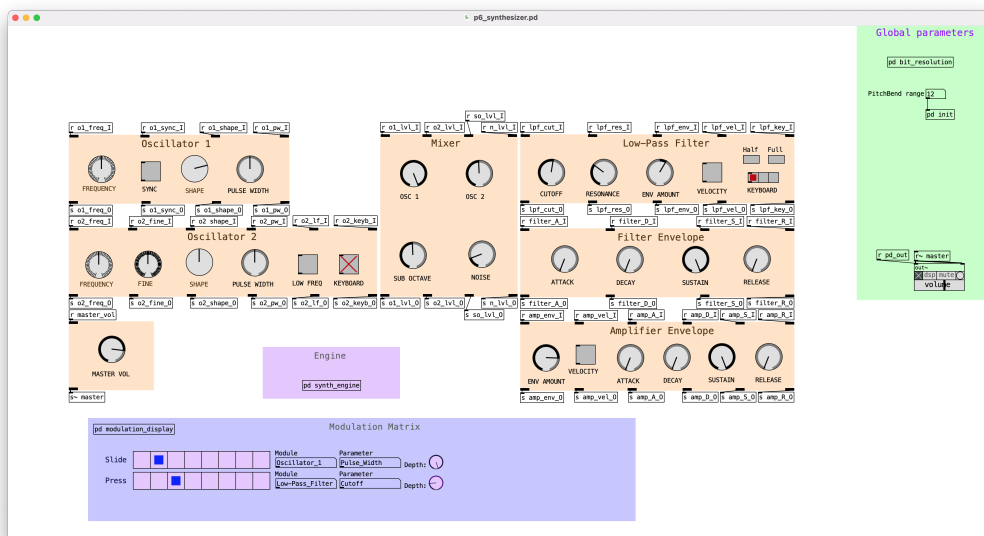 p6_synthesizer.pd
Global parameters
pd bit_resolution
PitchBend range
12
pd init
r so_lvl_I
r o1_freq_I
r o1_sync_I
r o1_shape_I
r o1_pw_I
r o1_lvl_I
r o2_lvl_I
r n_lvl_I
r lpf_cut_I
r lpf_res_I
r lpf_env_I
r lpf_vel_I
r lpf_key_I
Oscillator 1
Mixer
Low-Pass Filter
Half
Full
FREQUENCY
SYNC
SHAPE
PULSE WIDTH
OSC 1
OSC 2
CUTOFF
RESONANCE
ENV AMOUNT
VELOCITY
KEYBOARD
s o1_freq_O
s o1_sync_O
s o1_shape_O
s o1_pw_O
s lpf_cut_O
s lpf_res_O
s lpf_env_O
s lpf_vel_O
s lpf_key_O
r o2_freq_I
r o2_fine_I
r o2 shape_I
r o2_pw_I
r o2_lf_I
r o2_keyb_I
r filter_A_I
r filter_D_I
r filter_S_I
r filter_R_I
Oscillator 2
Filter Envelope
FREQUENCY
FINE
SHAPE
PULSE WIDTH
LOW FREQ
KEYBOARD
SUB OCTAVE
NOISE
ATTACK
DECAY
SUSTAIN
RELEASE
r pd_out
r~ master
out~
dsp
mute
volume
s o2_freq_O
s o2_fine_O
s o2_shape_O
s o2_pw_O
s o2_lf_O
s o2_keyb_O
s o1_lvl_O
s o2_lvl_O
s n_lvl_O
s filter_A_O
s filter_D_O
s filter_S_O
s filter_R_O
r master_vol
s so_lvl_O
r amp_env_I
r amp_vel_I
r amp_A_I
r amp_D_I
r amp_S_I
r amp_R_I
Amplifier Envelope
MASTER VOL
ENV AMOUNT
VELOCITY
ATTACK
DECAY
SUSTAIN
RELEASE
s~ master
s amp_env_O
s amp_vel_O
s amp_A_O
s amp_D_O
s amp_S_O
s amp_R_O
Engine
pd synth_engine
pd modulation_display
Modulation Matrix
Slide
Module
Oscillator_1
Parameter
Pulse_Width
Depth:
Press
Module
Low-Pass_Filter
Parameter
Cutoff
Depth: